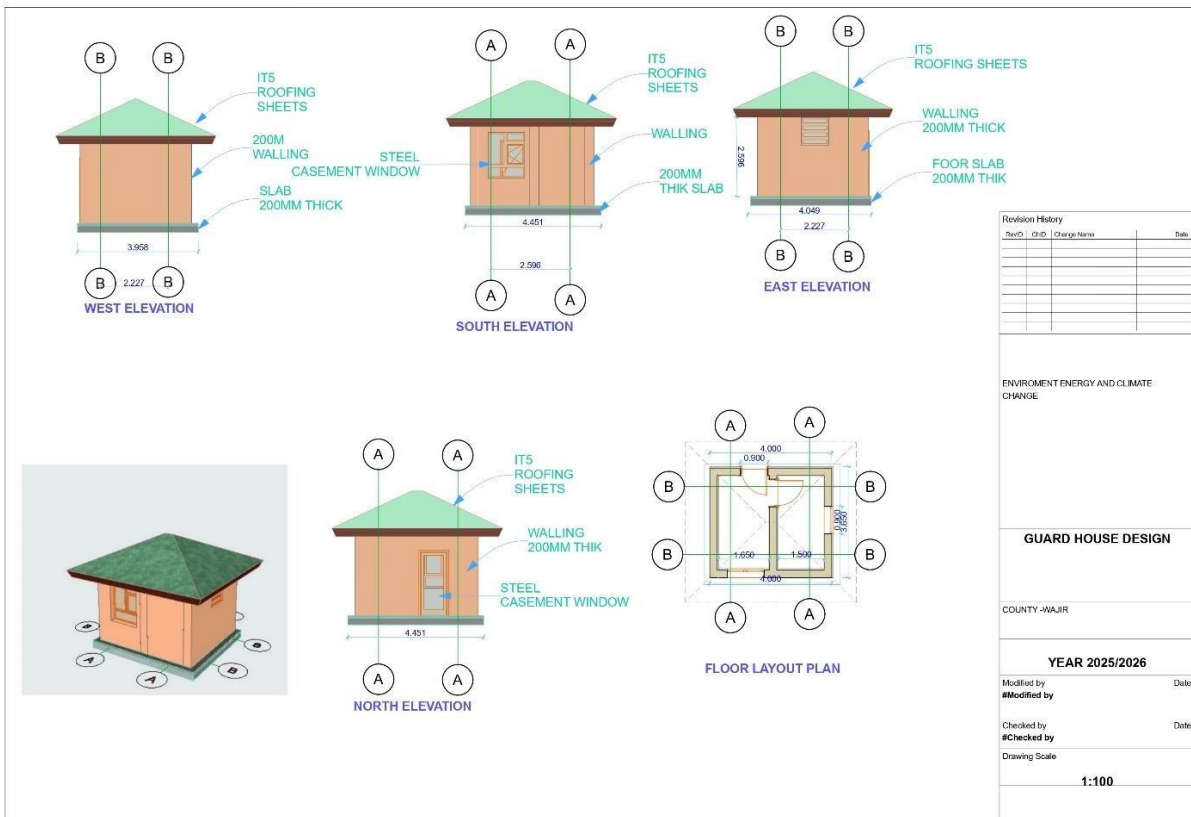 B
B
IT5
ROOFING
SHEETS
200M
WALLING
SLAB
200MM THICK
3.958
B
2.227
B
WEST ELEVATION
A
A
IT5
ROOFING
SHEETS
WALLING
STEEL
CASEMENT WINDOW
200MM
THIK SLAB
4.451
2.596
A
A
SOUTH ELEVATION
B
B
IT5
ROOFING SHEETS
WALLING
200MM THICK
2.596
FOOR SLAB
200MM THIK
4.049
2.227
B
B
EAST ELEVATION
A
A
IT5
ROOFING
SHEETS
WALLING
200MM THIK
STEEL
CASEMENT WINDOW
4.451
A
A
NORTH ELEVATION
A
A
4.000
0.900
B
B
0.900
3.650
B
B
1.650
1.500
4.000
A
A
FLOOR LAYOUT PLAN
B
A
A
B
B
Revision History
RevID ChID Change Name Date
ENVIROMENT ENERGY AND CLIMATE
CHANGE
GUARD HOUSE DESIGN
COUNTY -WAJIR
YEAR 2025/2026
Modified by Date
#Modified by
Checked by Date
#Checked by
Drawing Scale
1:100